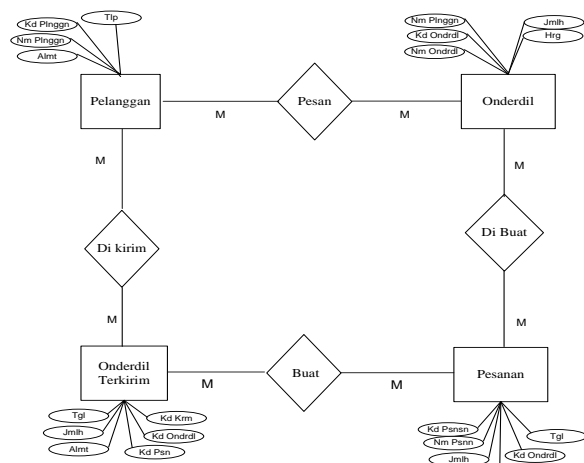 Tlp
Kd Plnggn
Nm Plnggn
Almt
Nm Plnggn
Kd Ondrdl
Nm Ondrdl
Jmlh
Hrg
Pelanggan
Pesan
Onderdil
M
M
M
M
Di kirim
Di Buat
M
M
Onderdil
Terkirim
Buat
Pesanan
M
M
Tgl
Jmlh
Almt
Kd Krm
Kd Ondrdl
Kd Psn
Kd Psnsn
Nm Psnn
Jmlh
Tgl
Kd Ondrdl